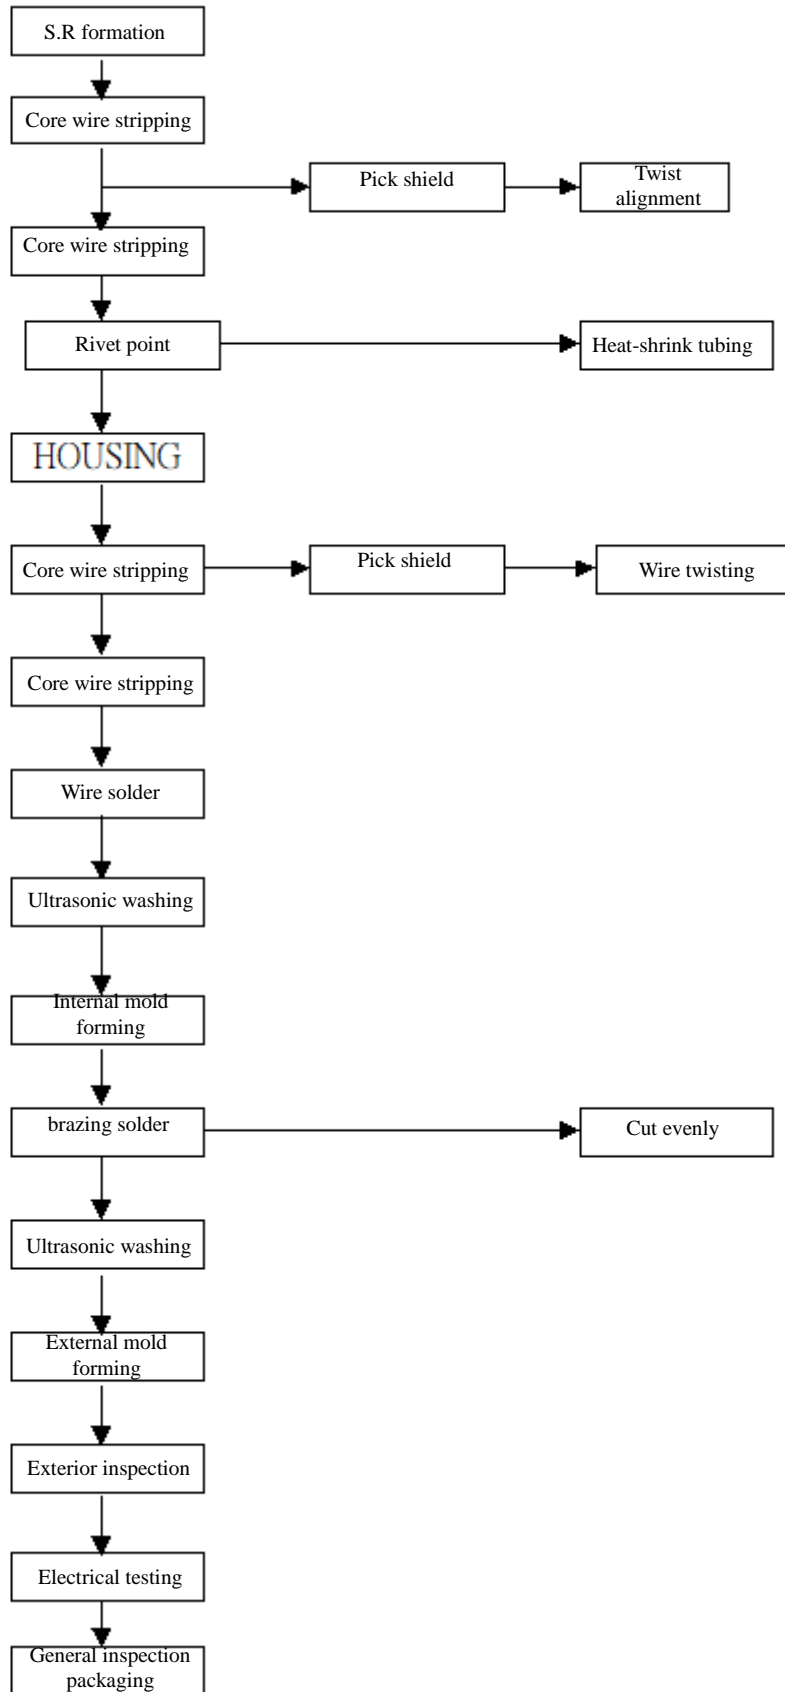 S.R formation
Core wire stripping
Pick shield
Twist
alignment
Core wire stripping
Rivet point
Heat-shrink tubing
HOUSING
Core wire stripping
Pick shield
Wire twisting
Core wire stripping
Wire solder
Ultrasonic washing
Internal mold
forming
brazing solder
Cut evenly
Ultrasonic washing
External mold
forming
Exterior inspection
Electrical testing
General inspection
packaging